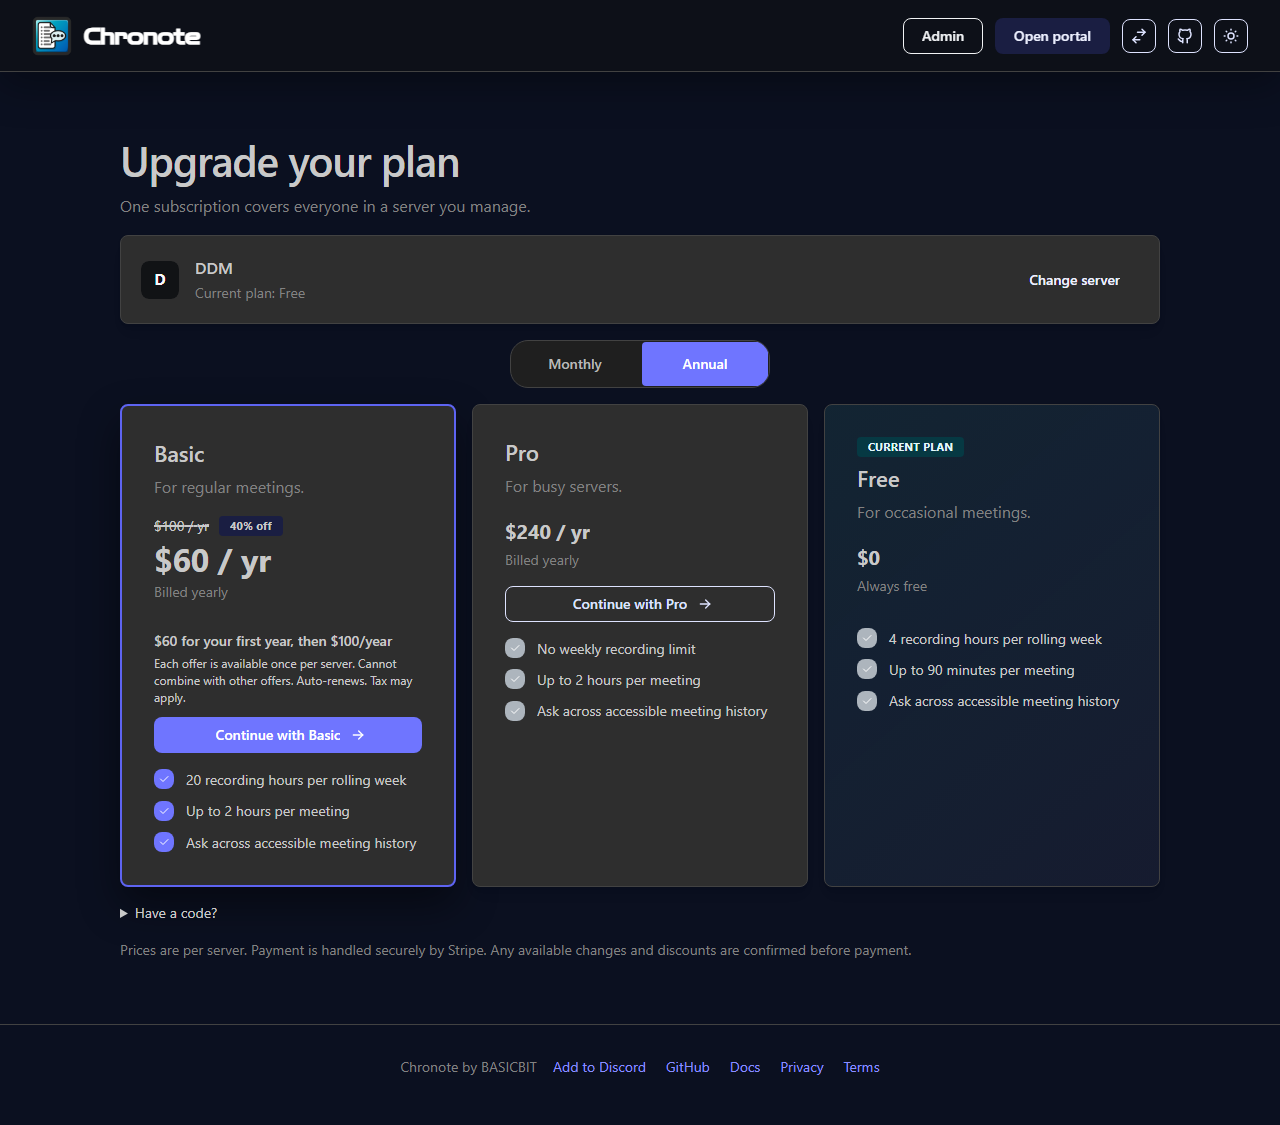 Chronote
Admin
Open portal
Upgrade your plan
One subscription covers everyone in a server you manage.
D
DDM
Current plan: Free
Change server
Monthly
Annual
Basic
For regular meetings.
$100 / yr
40% off
$60 / yr
Billed yearly
$60 for your first year, then $100/year
Each offer is available once per server. Cannot
combine with other offers. Auto-renews. Tax may
apply.
Continue with Basic →
20 recording hours per rolling week
Up to 2 hours per meeting
Ask across accessible meeting history
Pro
For busy servers.
$240 / yr
Billed yearly
Continue with Pro →
No weekly recording limit
Up to 2 hours per meeting
Ask across accessible meeting history
CURRENT PLAN
Free
For occasional meetings.
$0
Always free
4 recording hours per rolling week
Up to 90 minutes per meeting
Ask across accessible meeting history
Have a code?
Prices are per server. Payment is handled securely by Stripe. Any available changes and discounts are confirmed before payment.
Chronote by BASICBIT
Add to Discord
GitHub
Docs
Privacy
Terms